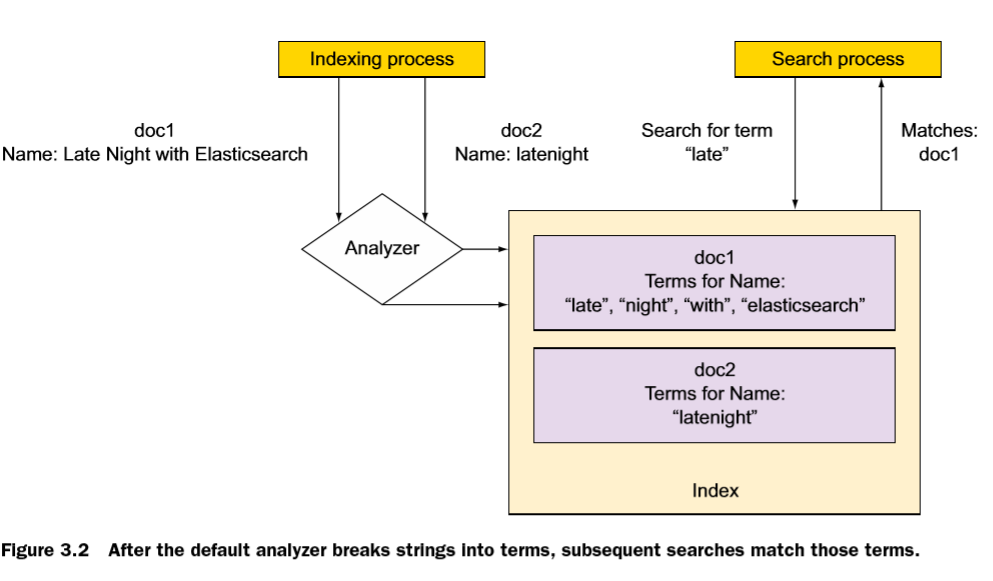 Indexing process
Search process
doc1
Name: Late Night with Elasticsearch
doc2
Name: latenight
Search for term
“late”
Matches:
doc1
Analyzer
doc1
Terms for Name:
“late”, “night”, “with”, “elasticsearch”
doc2
Terms for Name:
“latenight”
Index
Figure 3.2 After the default analyzer breaks strings into terms, subsequent searches match those terms.